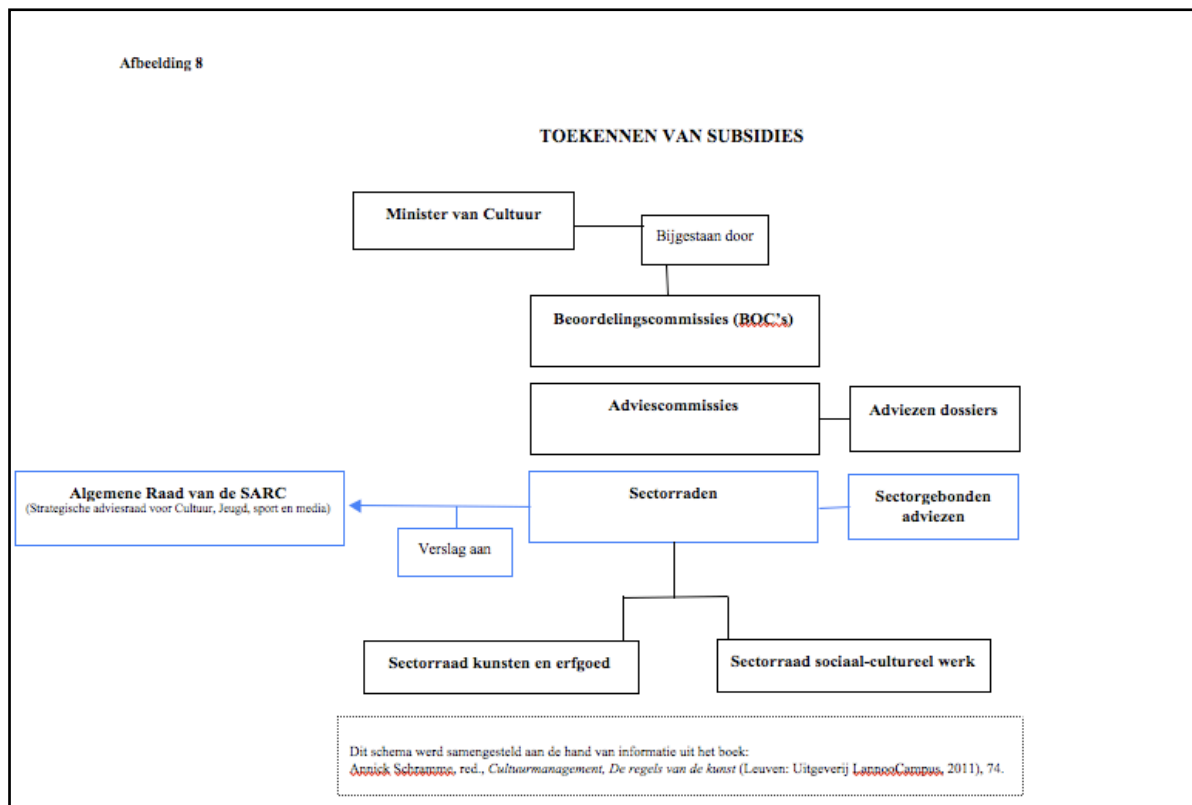 Afbeelding 8
TOEKENNEN VAN SUBSIDIES
Minister van Cultuur
Bijgestaan door
Beoordelingscommissies (BOC's)
Adviescommissies
Adviezen dossiers
Algemene Raad van de SARC
(Strategische adviesraad voor Cultuur, Jeugd, sport en media)
Sectorraden
Sectorgebonden
adviezen
Verslag aan
Sectorraad kunsten en erfgoed
Sectorraad sociaal-cultureel werk
Dit schema werd samengesteld aan de hand van informatie uit het boek:
Annick Schramme, red., Cultuurmanagement, De regels van de kunst (Leuven: Uitgeverij LannooCampus, 2011), 74.